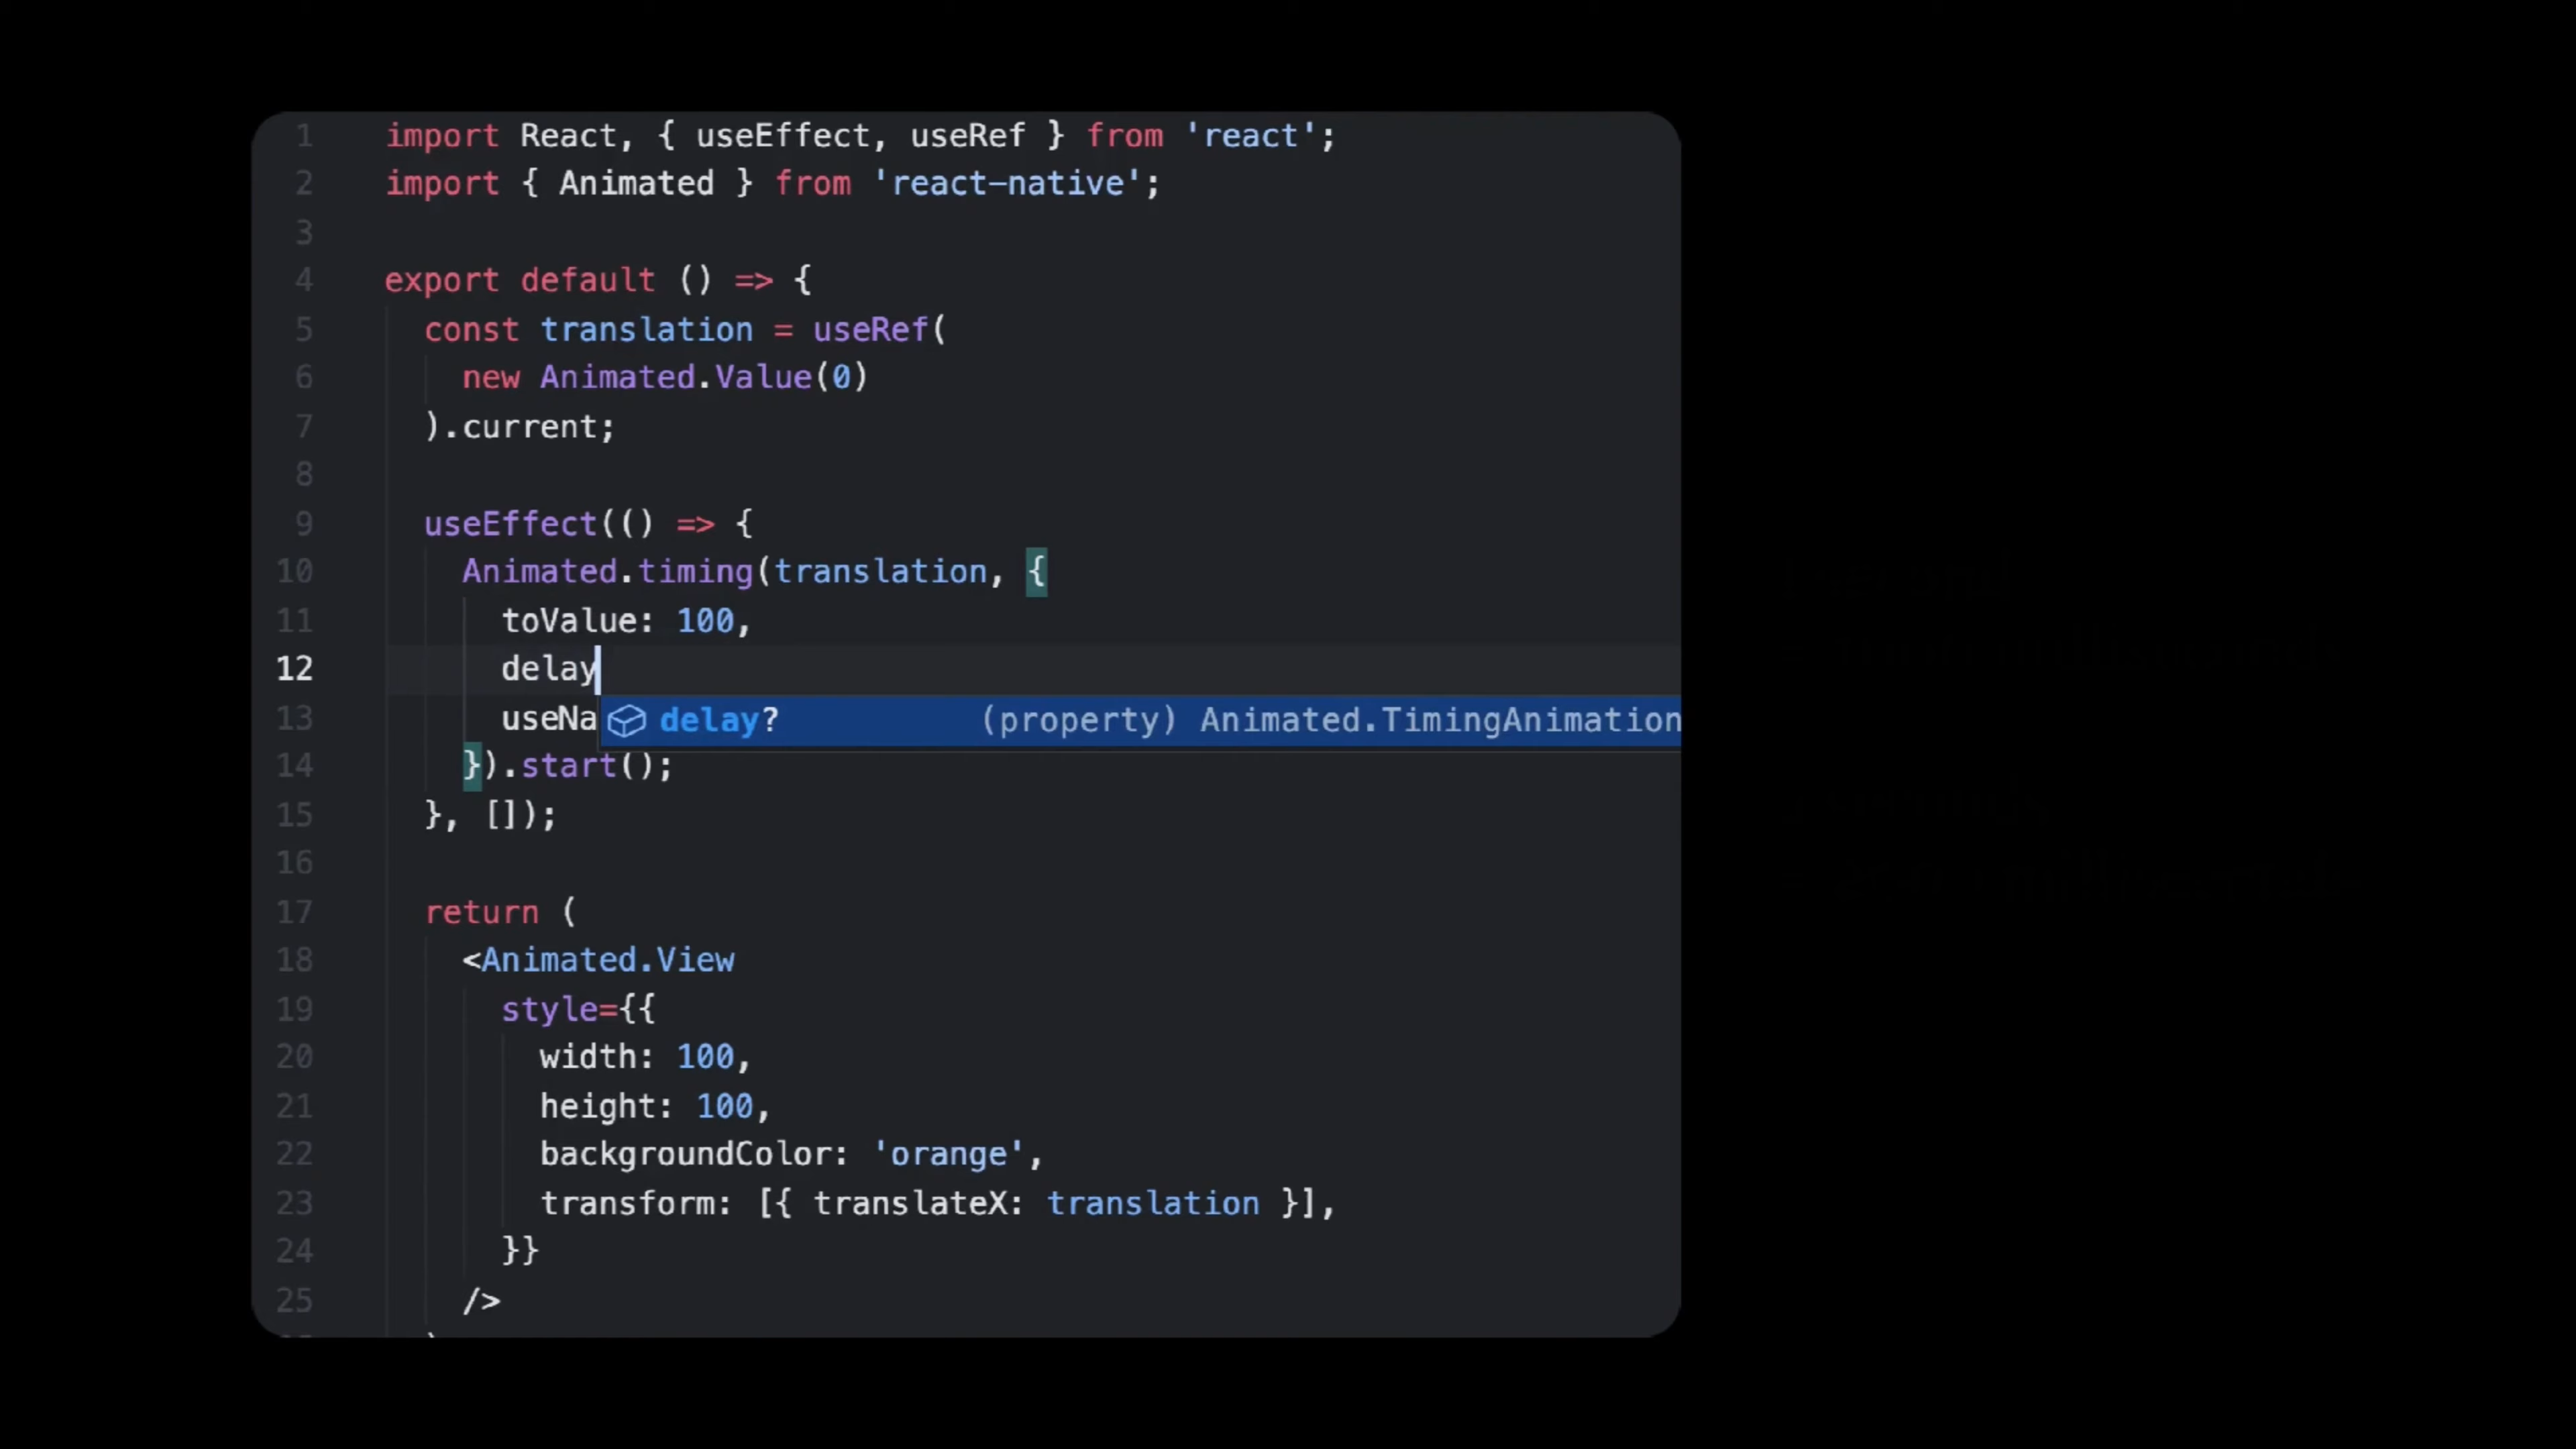 1 import React, { useEffect, useRef } from 'react';
2 import { Animated } from 'react-native';
3
4 export default () => {
5 const translation = useRef(
6 new Animated.Value(0)
7 ).current;
8
9 useEffect(() => {
10 Animated.timing(translation, {
11 toValue: 100,
12 delay
13 useNa delay? (property) Animated.TimingAnimation
14 }).start();
15 }, []);
16
17 return (
18 <Animated.View
19 style={{
20 width: 100,
21 height: 100,
22 backgroundColor: 'orange',
23 transform: [{ translateX: translation }],
24 }}
25 />